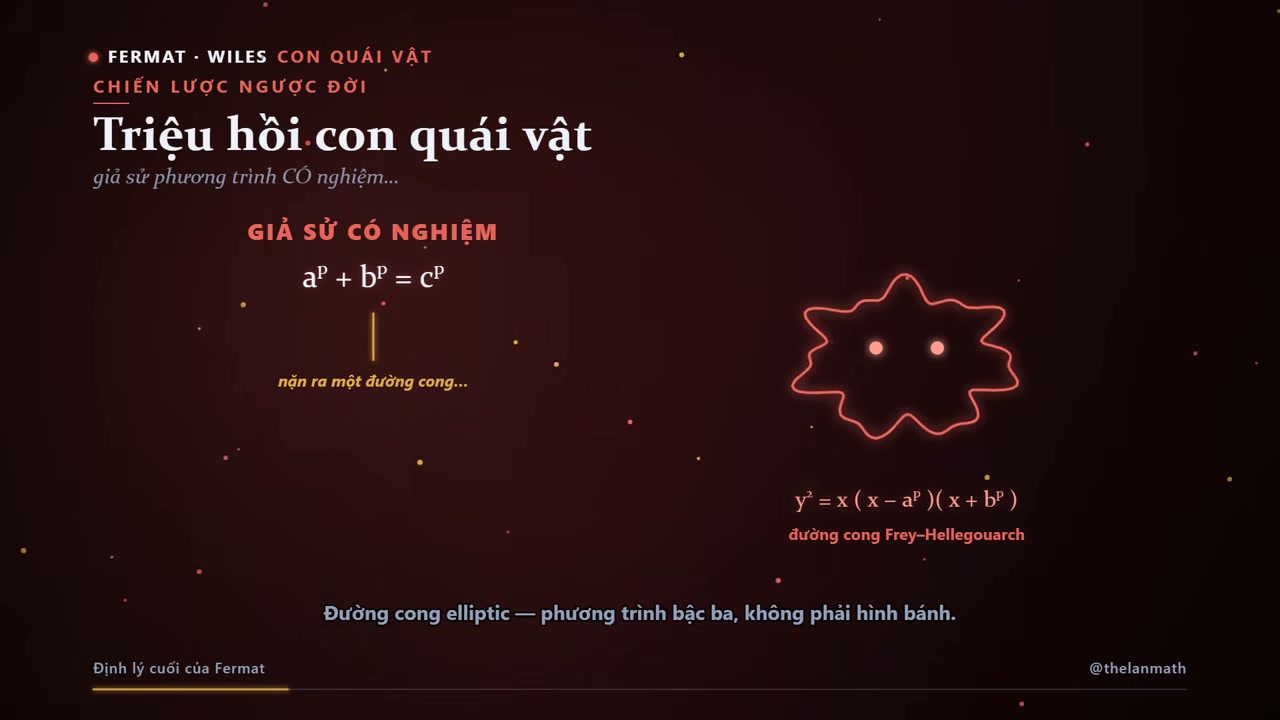 FERMAT · WILES CON QUÁI VẬT
CHIẾN LƯỢC NGƯỢC ĐỜI
Triệu hồi con quái vật
giả sử phương trình CÓ nghiệm...
GIẢ SỬ CÓ NGHIỆM
aᵖ + bᵖ = cᵖ
nặn ra một đường cong...
y² = x ( x − aᵖ )( x + bᵖ )
đường cong Frey–Hellegouarch
Đường cong elliptic — phương trình bậc ba, không phải hình bánh.
Định lý cuối của Fermat
@thelanmath